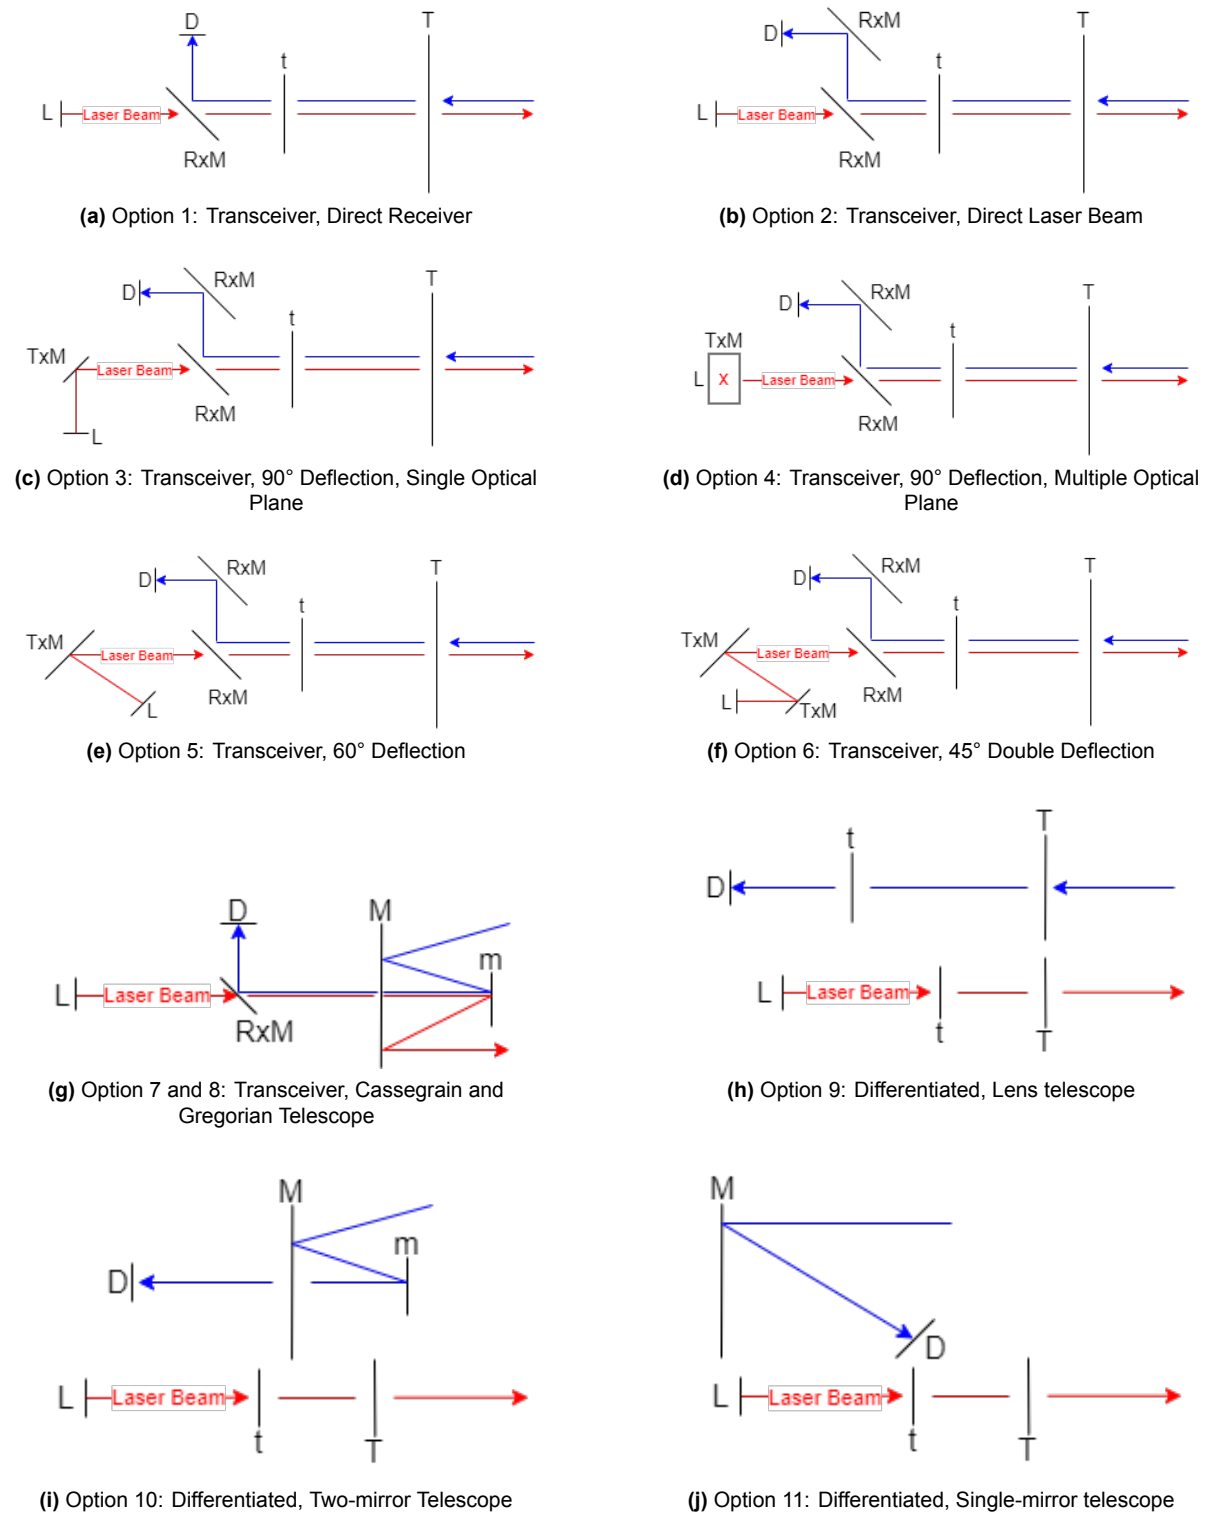 D
T
t
L
Laser Beam
RxM
(a) Option 1: Transceiver, Direct Receiver
RxM
T
D
t
L
Laser Beam
RxM
(b) Option 2: Transceiver, Direct Laser Beam
RxM
T
D
t
TxM
Laser Beam
RxM
L
(c) Option 3: Transceiver, 90° Deflection, Single Optical
Plane
RxM
T
D
t
TxM
L
X
Laser Beam
RxM
(d) Option 4: Transceiver, 90° Deflection, Multiple Optical
Plane
RxM
T
D
t
TxM
Laser Beam
RxM
L
(e) Option 5: Transceiver, 60° Deflection
RxM
T
D
t
TxM
Laser Beam
RxM
L
TxM
(f) Option 6: Transceiver, 45° Double Deflection
D
M
m
L
Laser Beam
RxM
(g) Option 7 and 8: Transceiver, Cassegrain and
Gregorian Telescope
T
t
D
L
Laser Beam
t
T
(h) Option 9: Differentiated, Lens telescope
M
m
D
L
Laser Beam
t
T
(i) Option 10: Differentiated, Two-mirror Telescope
M
D
L
Laser Beam
t
T
(j) Option 11: Differentiated, Single-mirror telescope